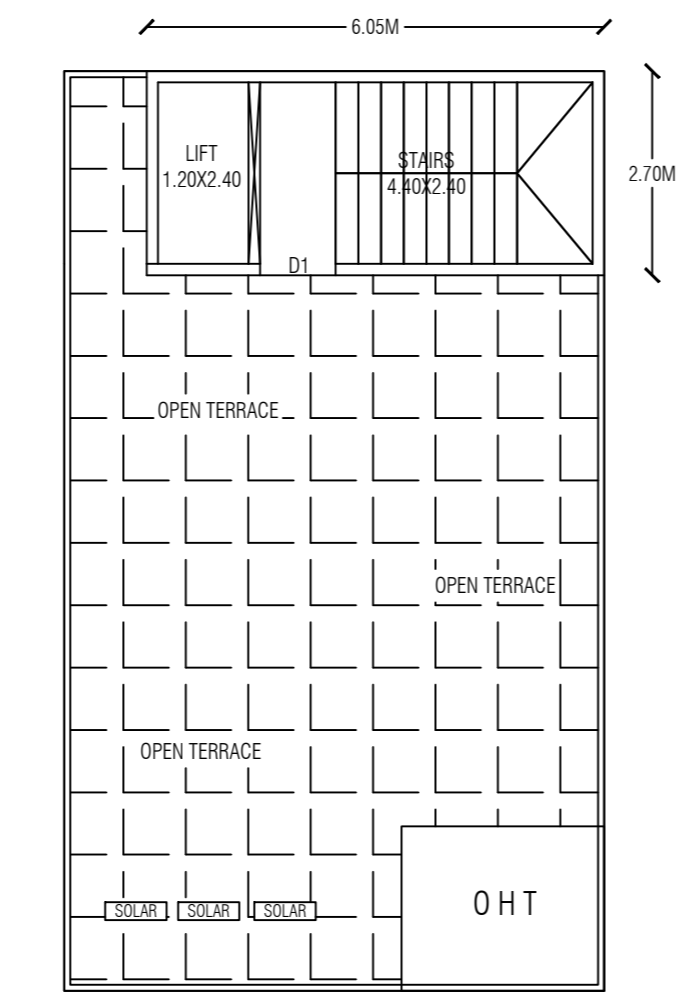 6.05M
LIFT
1.20X2.40
STAIRS
4.40X2.40
2.70M
D1
OPEN TERRACE
OPEN TERRACE
OPEN TERRACE
SOLAR
SOLAR
SOLAR
O H T